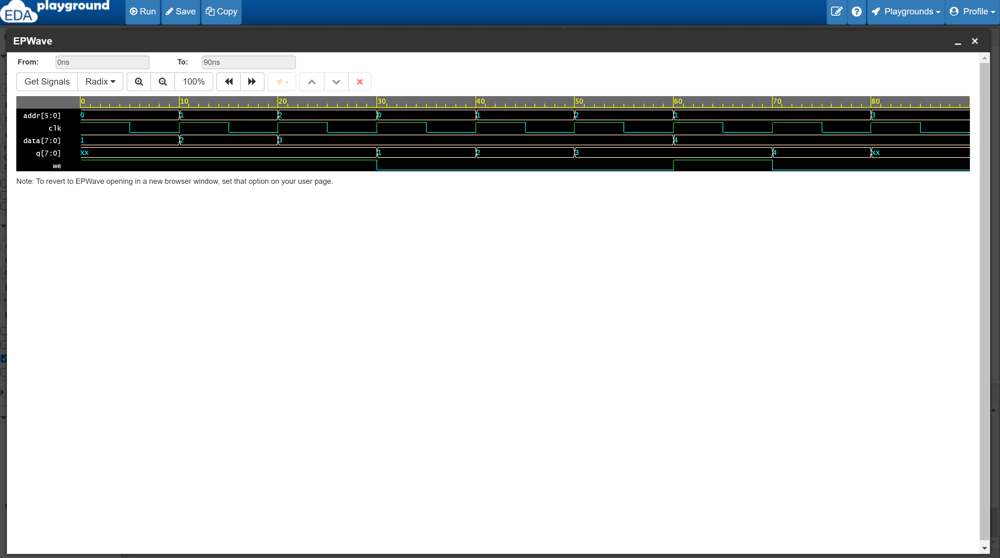 EDA playground
Run Save Copy Playgrounds Profile
EPWave
From: 0ns To: 90ns
Get Signals Radix 100% -
0 10 20 30 40 50 60 70 80
addr[5:0] 0 1 2 0 1 2 1 3
clk
data[7:0] 1 2 3 4
q[7:0] xx 1 2 3 4 xx
we
Note: To revert to EPWave opening in a new browser window, set that option on your user page.